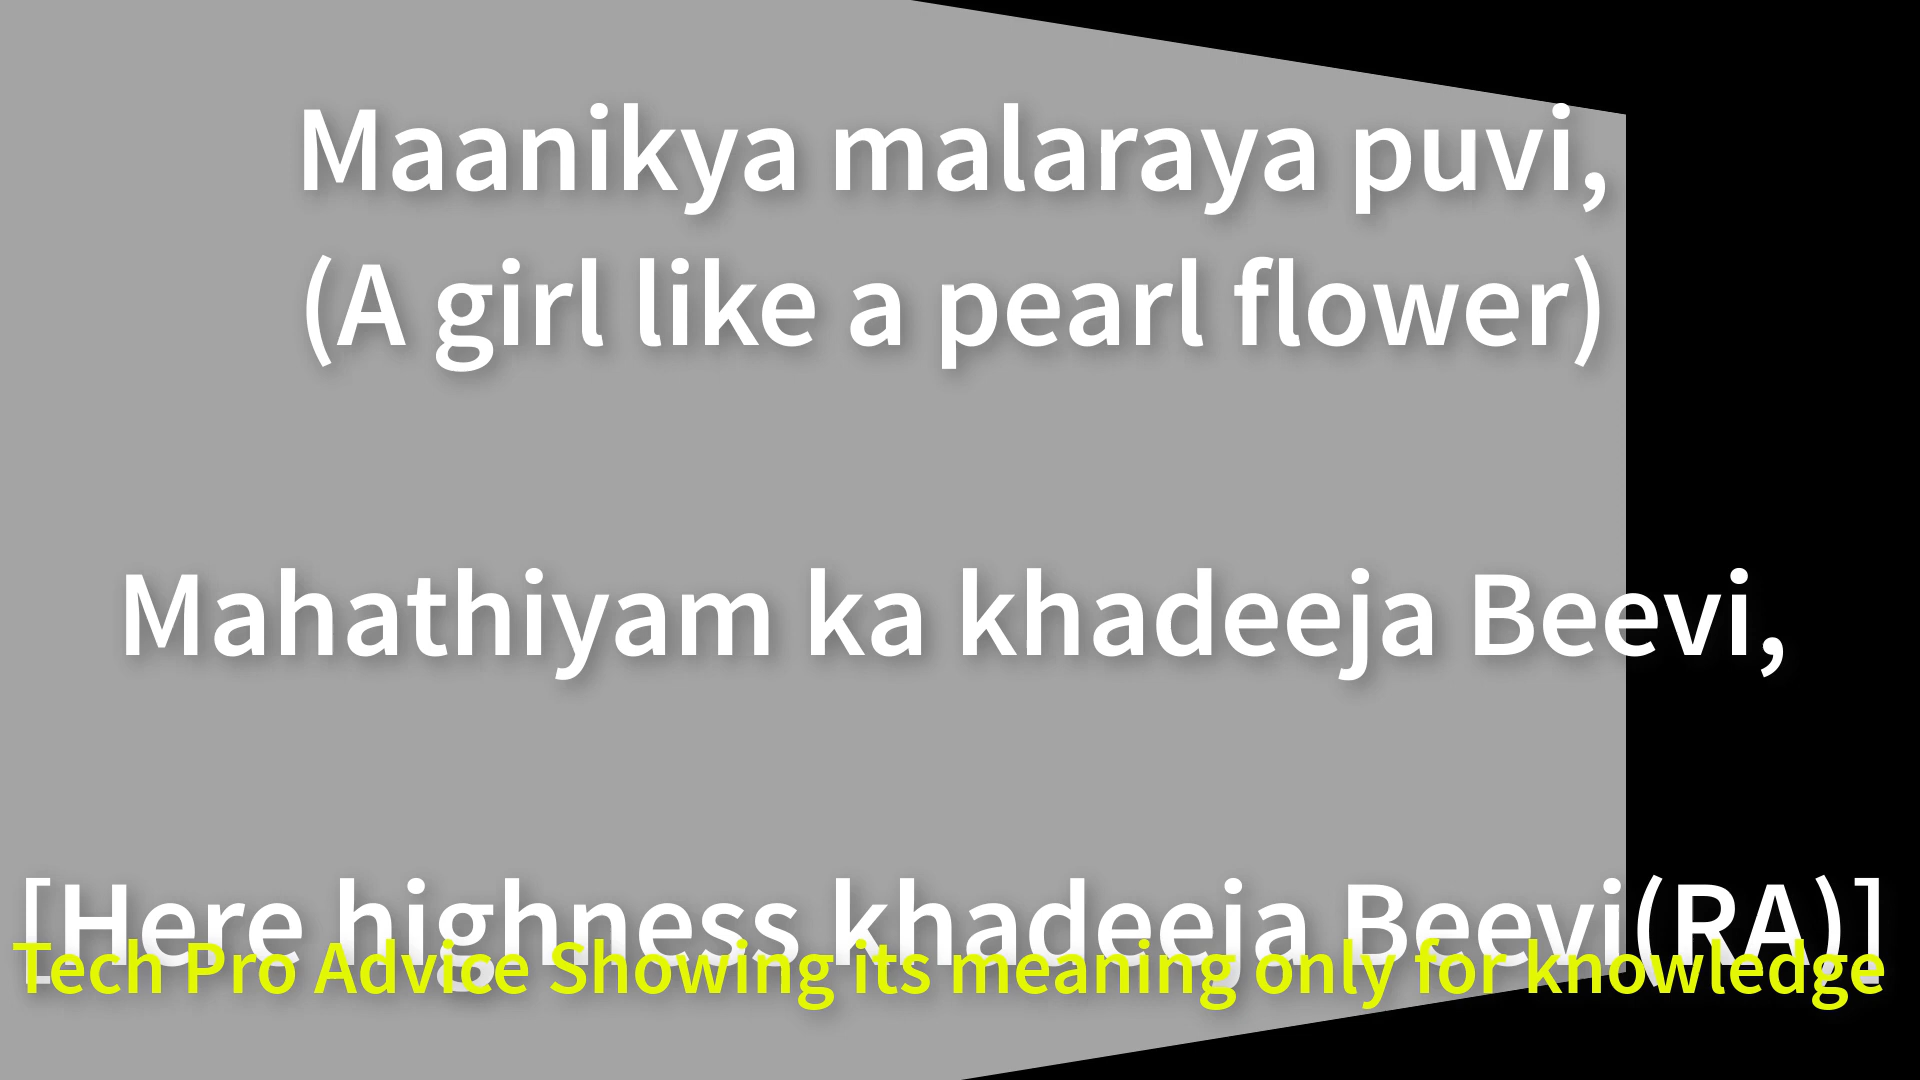 Maanikya malaraya puvi,
(A girl like a pearl flower)
Mahathiyam ka khadeeja Beevi,
[Here highness khadeeja Beevi(RA)]
Tech Pro Advice Showing its meaning only for knowledge